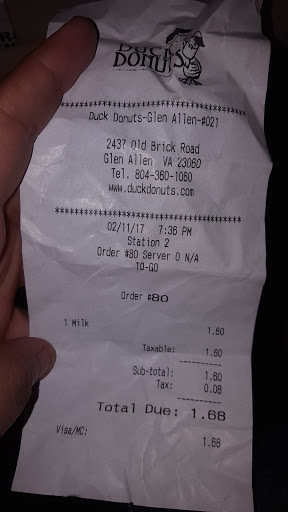 DUCK
DONUTS
************************************
Duck Donuts-Glen Allen-#021
2437 Old Brick Road
Glen Allen VA 23060
Tel. 804-360-1060
www.duckdonuts.com
************************************
02/11/17 7:36 PM
Station 2
Order #80 Server 0 N/A
TO-GO
Order #80
1 Milk 1.60
Taxable: 1.60
-----------
Sub-total: 1.60
Tax: 0.08
-----------
Total Due: 1.68
Visa/MC: 1.68